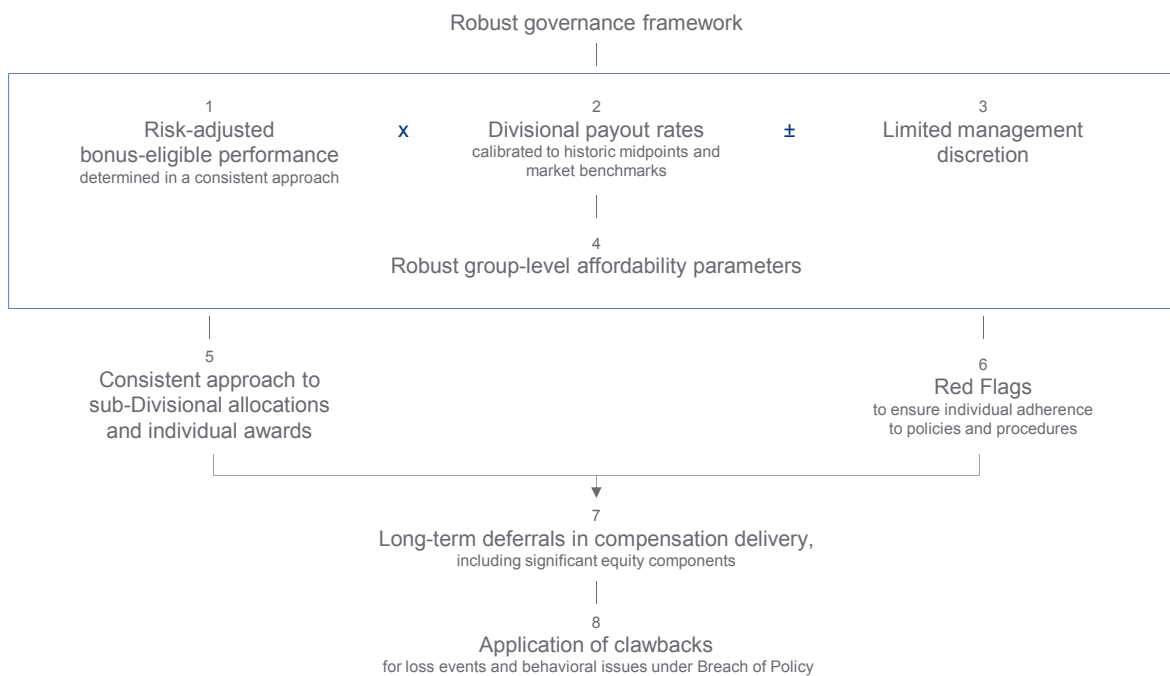 Robust governance framework
1
Risk-adjusted
bonus-eligible performance
determined in a consistent approach
x
2
Divisional payout rates
calibrated to historic midpoints and
market benchmarks
±
3
Limited management
discretion
4
Robust group-level affordability parameters
5
Consistent approach to
sub-Divisional allocations
and individual awards
6
Red Flags
to ensure individual adherence
to policies and procedures
7
Long-term deferrals in compensation delivery,
including significant equity components
8
Application of clawbacks
for loss events and behavioral issues under Breach of Policy